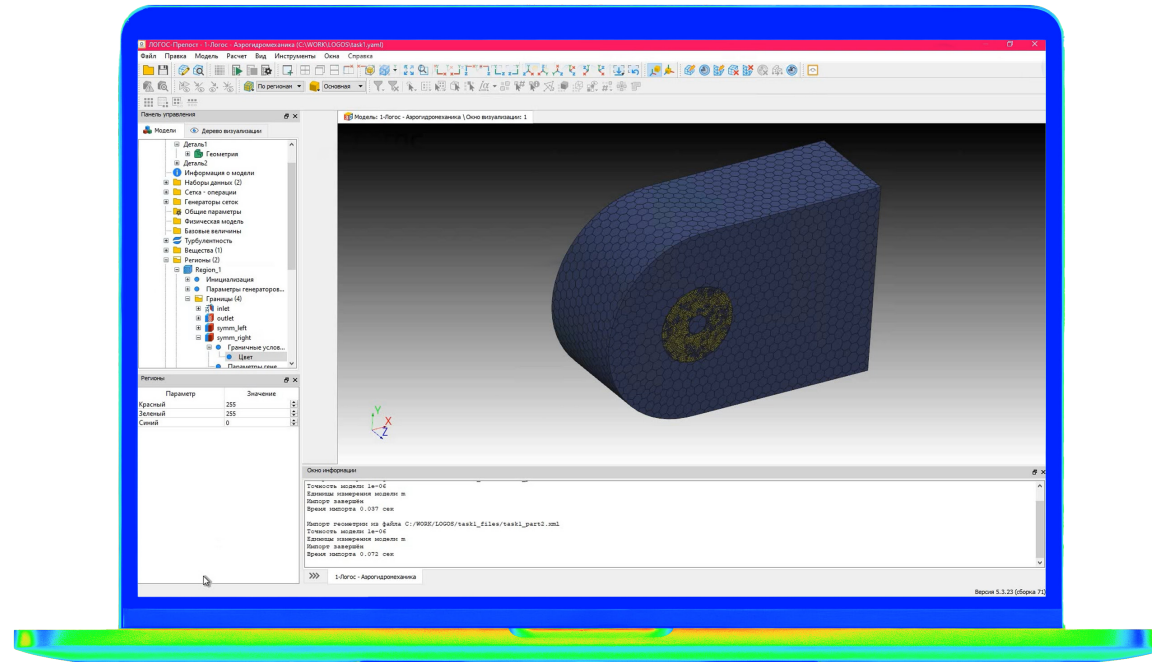 ЛОГОС-Препост - 1-Логос - Аэрогидромеханика (C:\WORK\LOGOS\task1.yaml)
Файл Правка Модель Расчет Вид Инструменты Окна Справка
По регионам Основная
Панель управления
Модель: 1-Логос - Аэрогидромеханика \ Окно визуализации: 1
Модели Дерево визуализации
Деталь1
Геометрия
Деталь2
Информация о модели
Наборы данных (2)
Сетка - операции
Генераторы сеток
Общие параметры
Физическая модель
Базовые величины
Турбулентность
Вещества (1)
Регионы (2)
Region_1
Инициализация
Параметры генераторов...
Границы (4)
inlet
outlet
symm_left
symm_right
Граничные услов...
Цвет
Параметры гене...
Регионы
Параметр Значение
Красный 255
Зеленый 255
Синий 0
Y
X
Z
Окно информации
Точность модели 1e-06
Единицы измерения модели m
Импорт завершён
Время импорта 0.037 сек
Импорт геометрии из файла C:/WORK/LOGOS/task1_files/task1_part2.xml
Точность модели 1e-06
Единицы измерения модели m
Импорт завершён
Время импорта 0.072 сек
1-Логос - Аэрогидромеханика
Версия 5.3.23 (сборка 71)